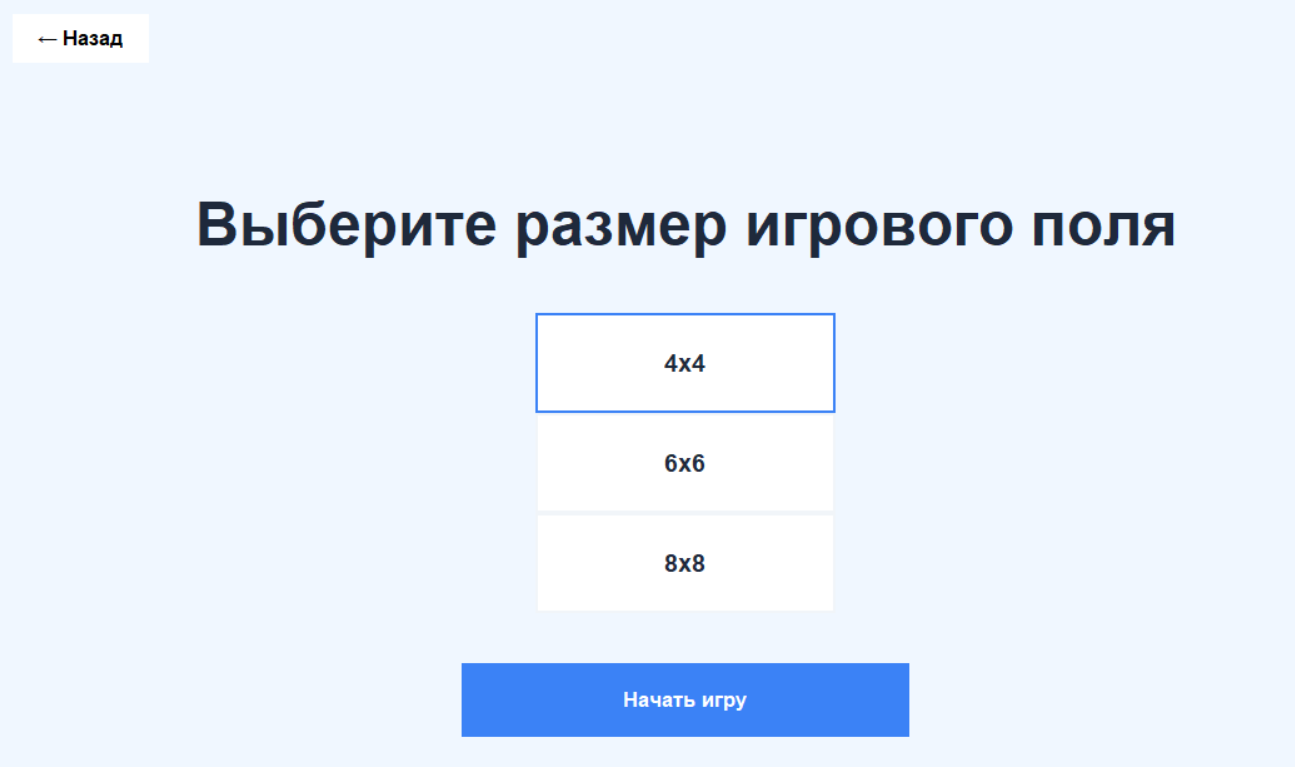 ← Назад
Выберите размер игрового поля
4x4
6x6
8x8
Начать игру